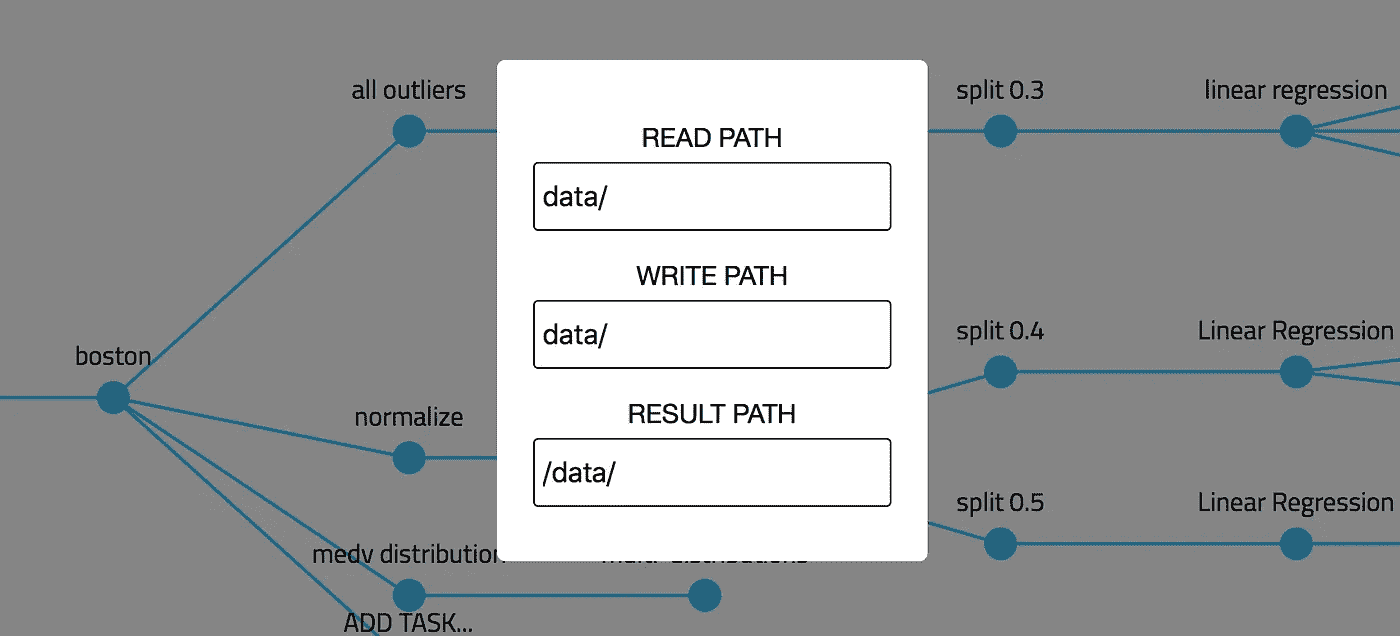 all outliers
split 0.3
linear regression
READ PATH
data/
WRITE PATH
data/
split 0.4
Linear Regression
boston
normalize
RESULT PATH
/data/
split 0.5
Linear Regression
medv distribution
ADD TASK...